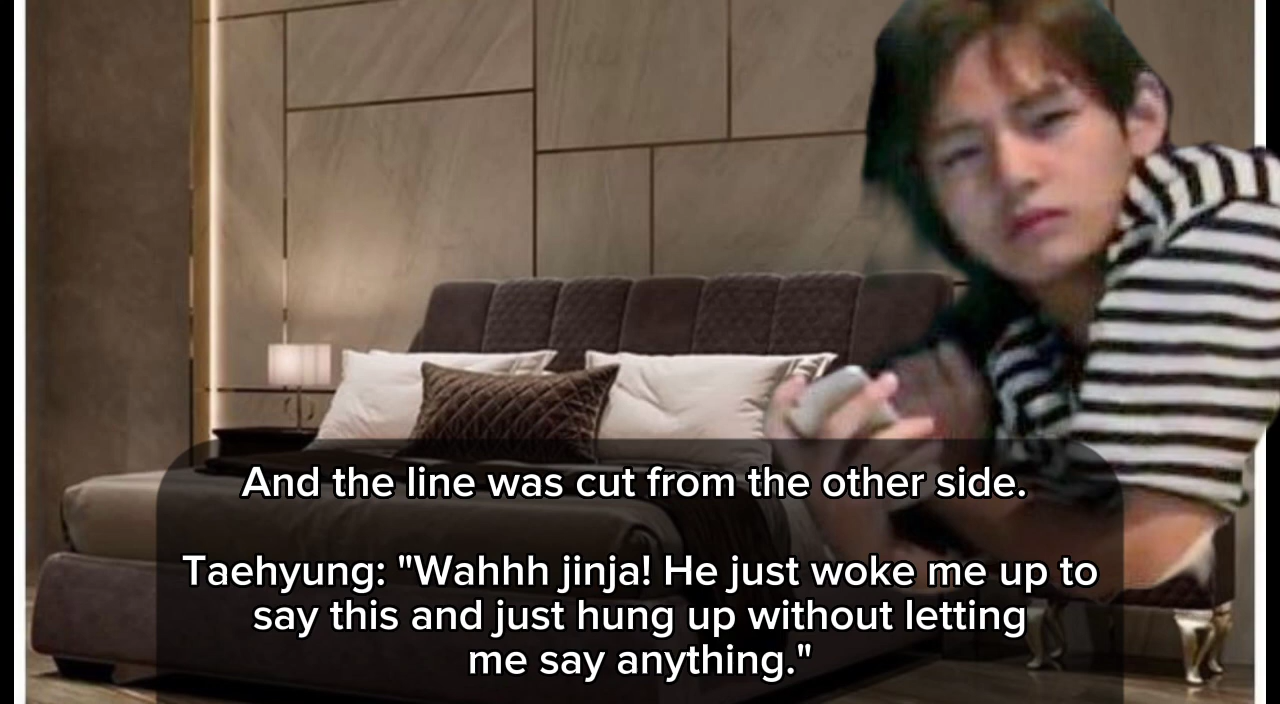 And the line was cut from the other side.
Taehyung: "Wahhh jinja! He just woke me up to
say this and just hung up without letting
me say anything."